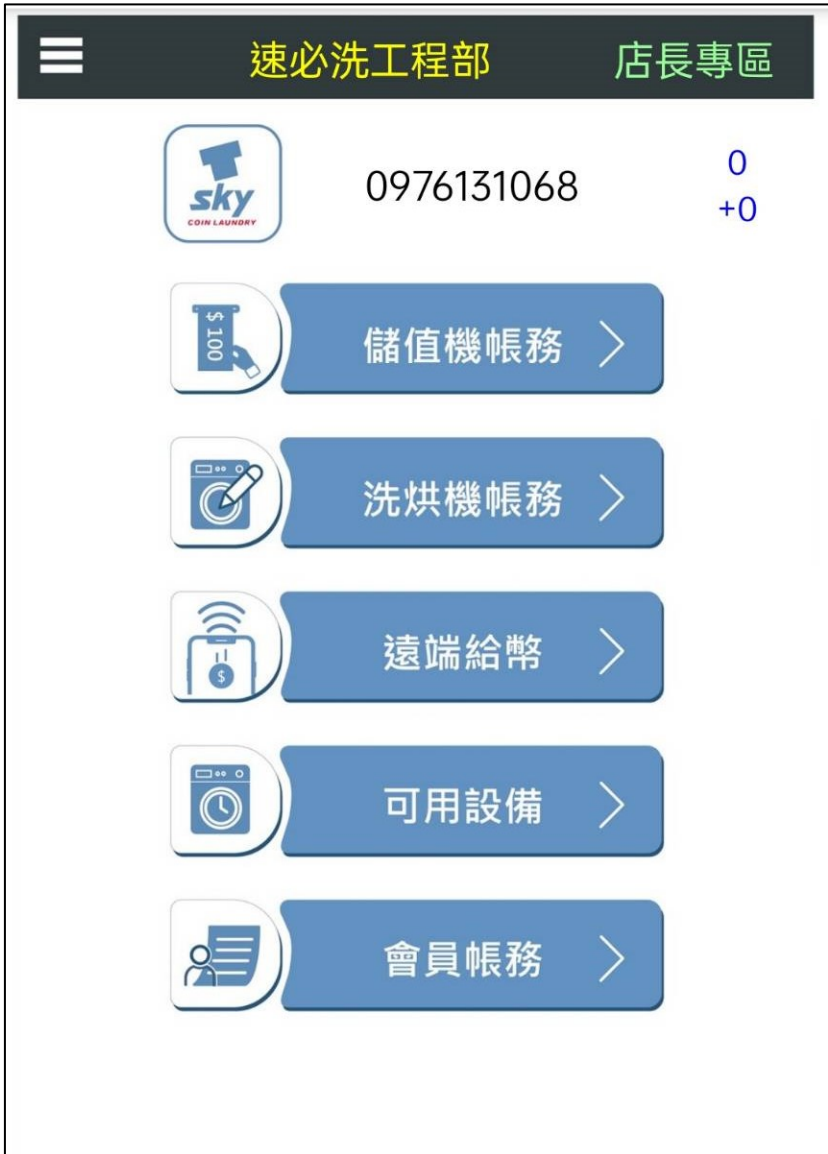 速必洗工程部 店長專區
sky
COIN LAUNDRY
0976131068
0
+0
$ 100
儲值機帳務
洗烘機帳務
$
遠端給幣
可用設備
會員帳務